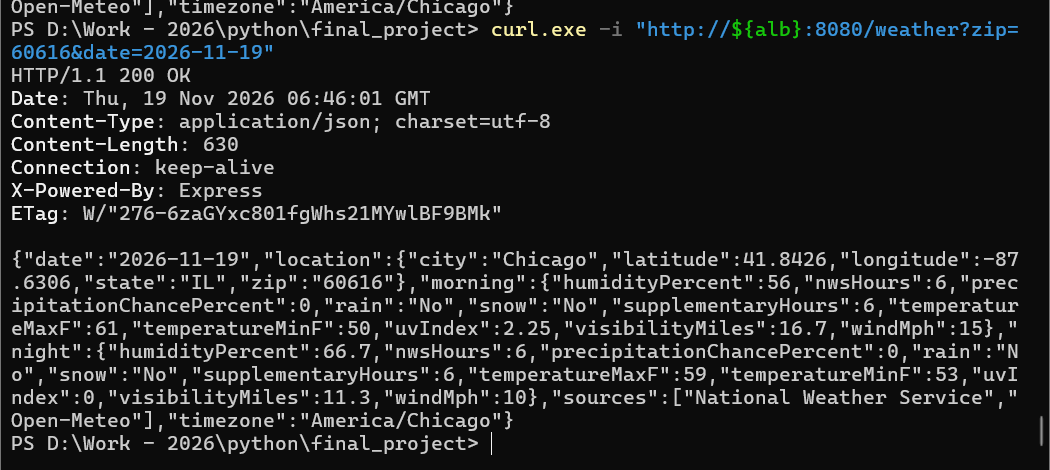 Open-Meteo"],"timezone":"America/Chicago"}
PS D:\Work - 2026\python\final_project> curl.exe -i "http://${alb}:8080/weather?zip=
60616&date=2026-11-19"
HTTP/1.1 200 OK
Date: Thu, 19 Nov 2026 06:46:01 GMT
Content-Type: application/json; charset=utf-8
Content-Length: 630
Connection: keep-alive
X-Powered-By: Express
ETag: W/"276-6zaGYxc801fgWhs21MYwlBF9BMk"

{"date":"2026-11-19","location":{"city":"Chicago","latitude":41.8426,"longitude":-87
.6306,"state":"IL","zip":"60616"},"morning":{"humidityPercent":56,"nwsHours":6,"prec
ipitationChancePercent":0,"rain":"No","snow":"No","supplementaryHours":6,"temperatur
eMaxF":61,"temperatureMinF":50,"uvIndex":2.25,"visibilityMiles":16.7,"windMph":15},"
night":{"humidityPercent":66.7,"nwsHours":6,"precipitationChancePercent":0,"rain":"N
o","snow":"No","supplementaryHours":6,"temperatureMaxF":59,"temperatureMinF":53,"uvI
ndex":0,"visibilityMiles":11.3,"windMph":10},"sources":["National Weather Service","
Open-Meteo"],"timezone":"America/Chicago"}
PS D:\Work - 2026\python\final_project>